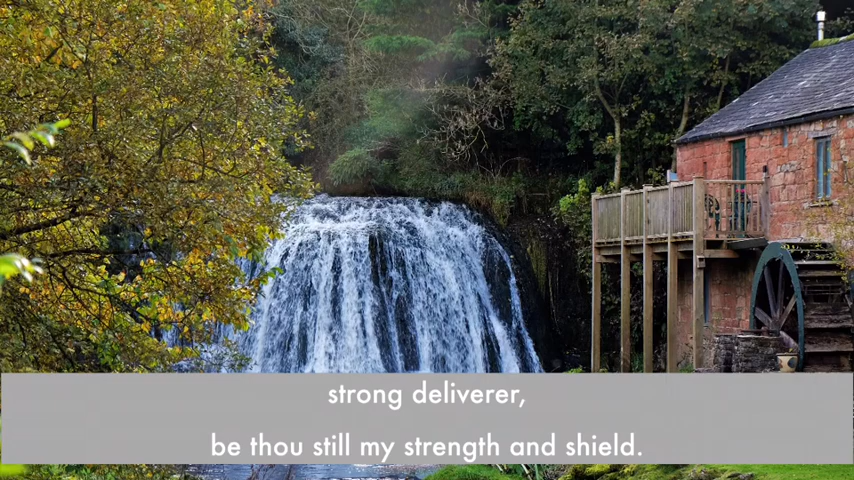 strong deliverer,
be thou still my strength and shield.